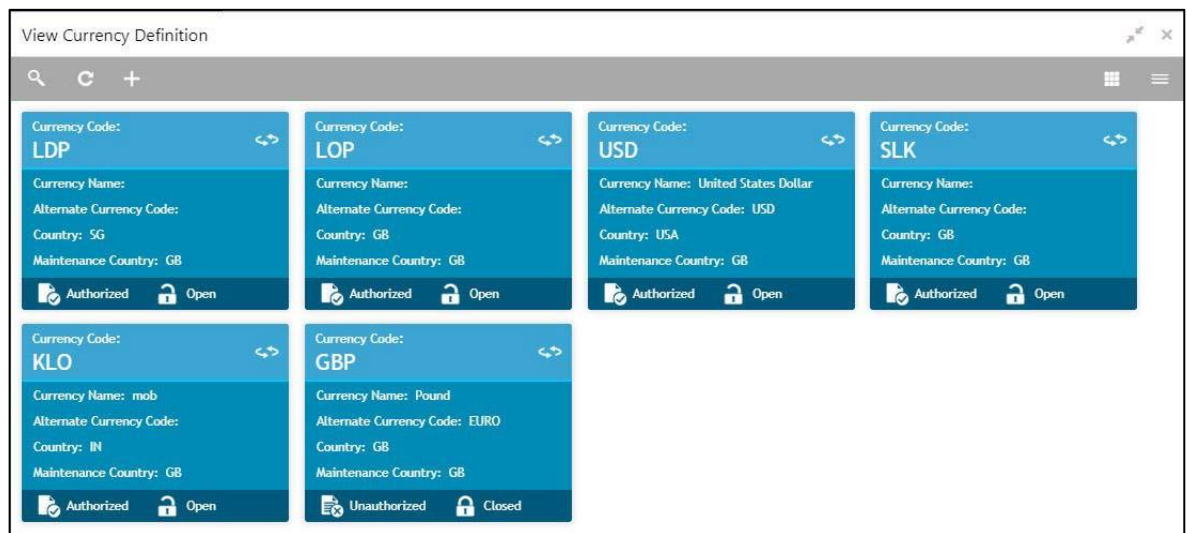 View Currency Definition
Currency Code:
LDP
Currency Name:
Alternate Currency Code:
Country: SG
Maintenance Country: GB
Authorized Open
Currency Code:
LOP
Currency Name:
Alternate Currency Code:
Country: GB
Maintenance Country: GB
Authorized Open
Currency Code:
USD
Currency Name: United States Dollar
Alternate Currency Code: USD
Country: USA
Maintenance Country: GB
Authorized Open
Currency Code:
SLK
Currency Name:
Alternate Currency Code:
Country: GB
Maintenance Country: GB
Authorized Open
Currency Code:
KLO
Currency Name: mob
Alternate Currency Code:
Country: IN
Maintenance Country: GB
Authorized Open
Currency Code:
GBP
Currency Name: Pound
Alternate Currency Code: EURO
Country: GB
Maintenance Country: GB
Unauthorized Closed